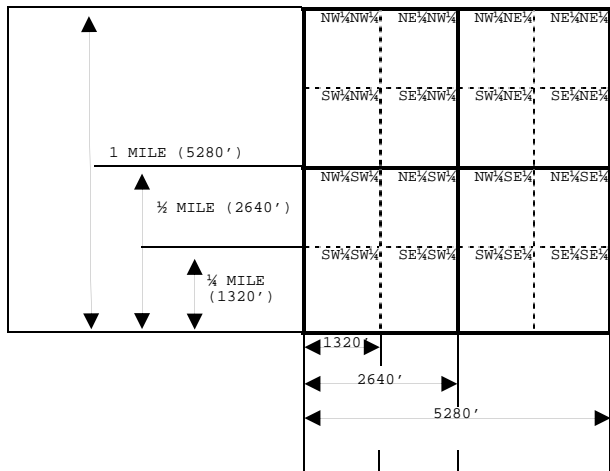 NW¼NW¼ NE¼NW¼ NW¼NE¼ NE¼NE¼
SW¼NW¼ SE¼NW¼ SW¼NE¼ SE¼NE¼
1 MILE (5280’)
NW¼SW¼ NE¼SW¼ NW¼SE¼ NE¼SE¼
½ MILE (2640’)
SW¼SW¼ SE¼SW¼ SW¼SE¼ SE¼SE¼
¼ MILE
(1320’)
1320’
2640’
5280’